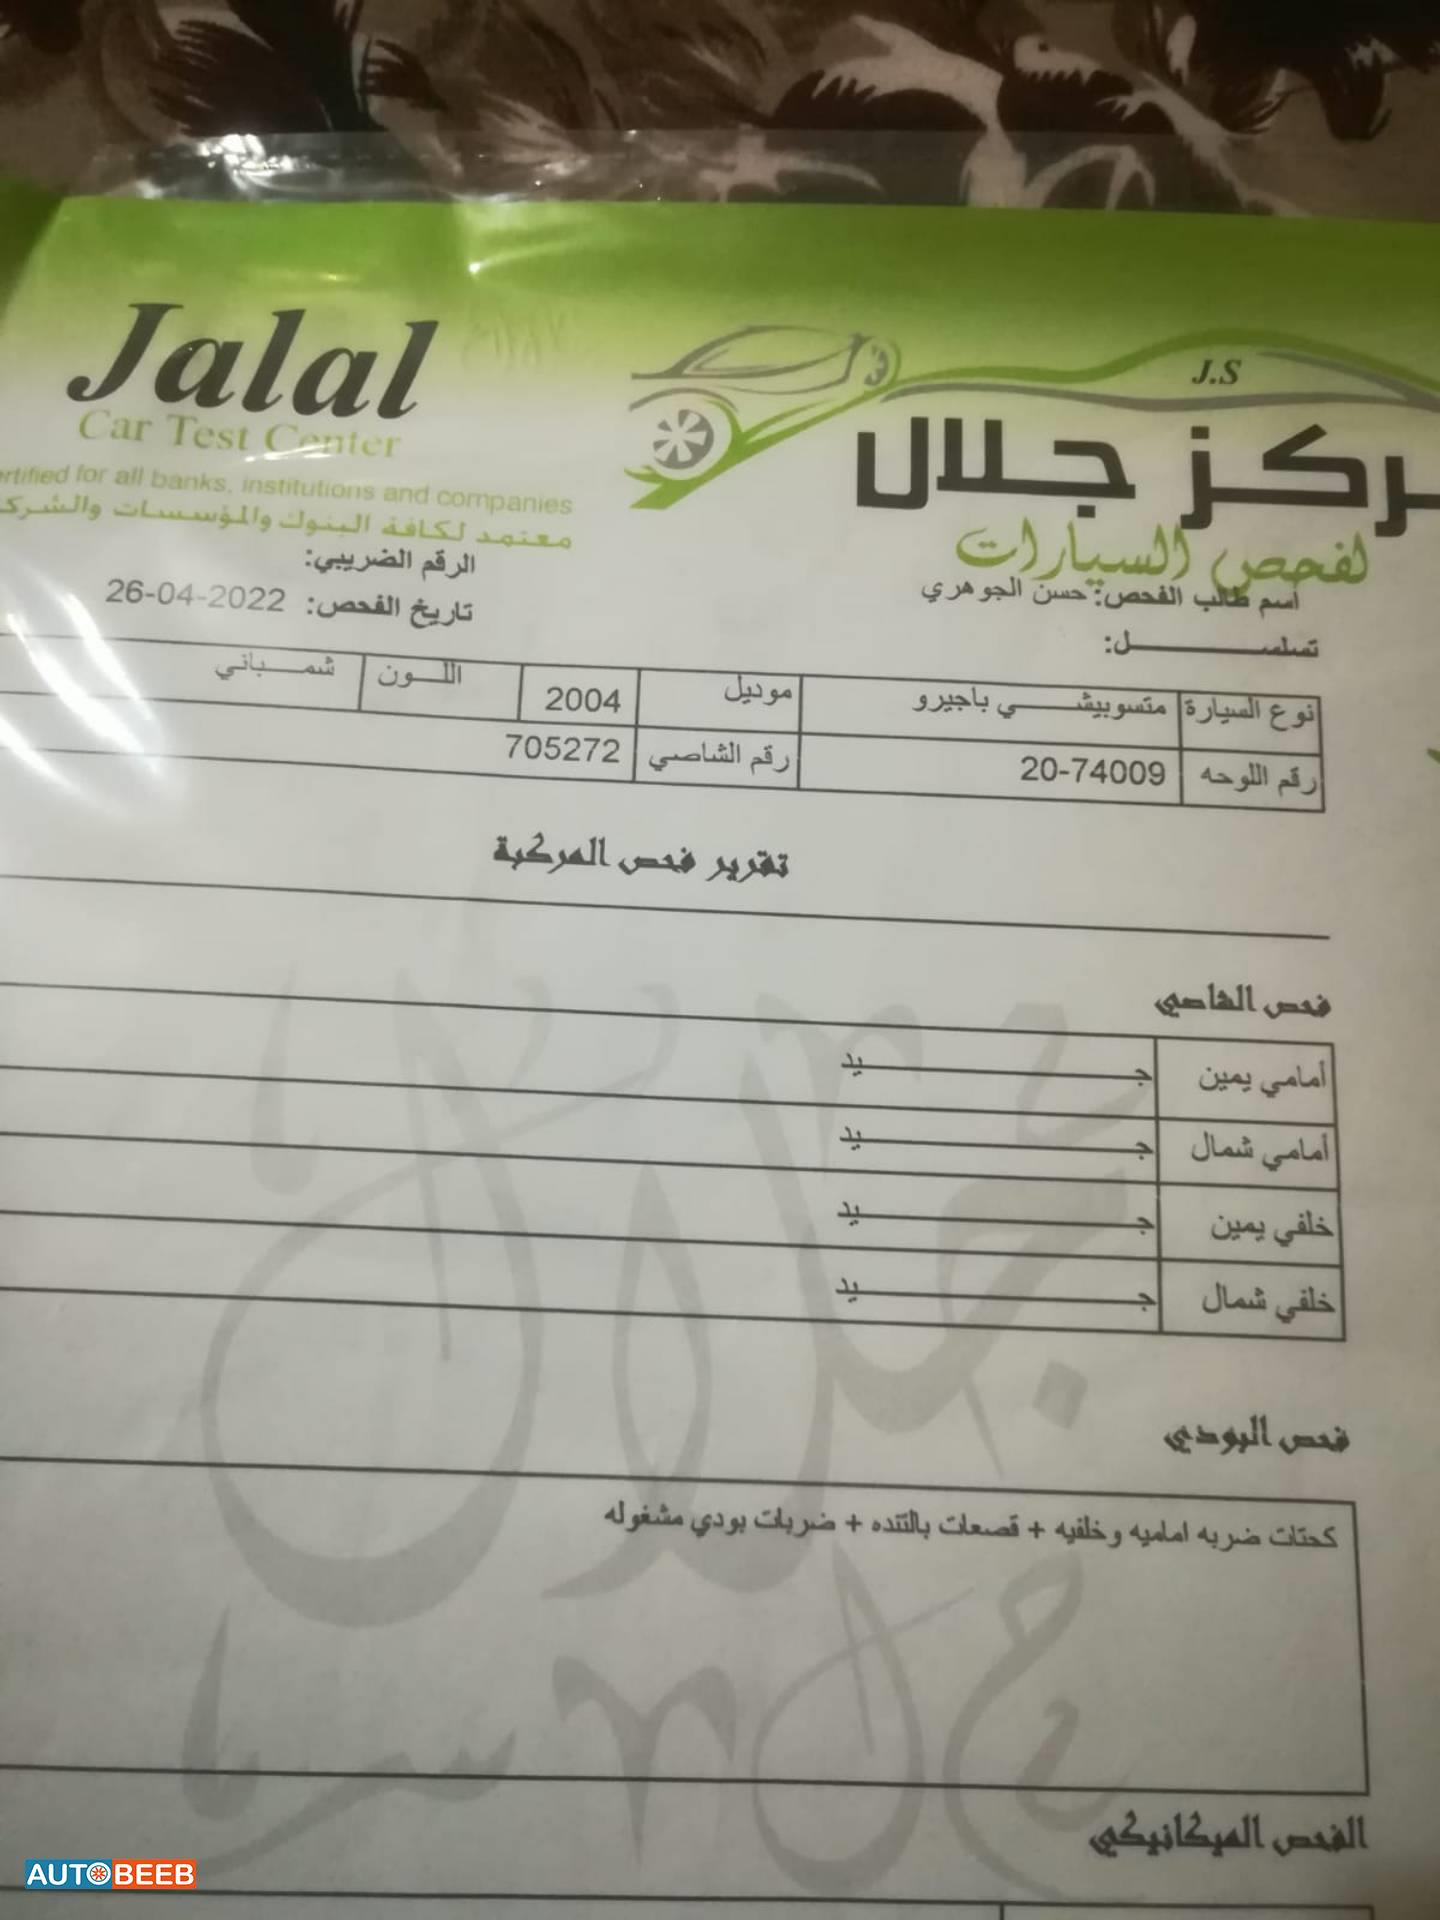 Jalal
Car Test Center
ertified for all banks, institutions and companies
معتمد لكافة البنوك والمؤسسات والشرك
J.S
ركز جلال
لفحص السيارات
الرقم الضريبي:
اسم طالب الفحص: حسن الجوهري
تاريخ الفحص: 26-04-2022
تسلسل:
نوع السيارة متسوبيشي باجيرو موديل 2004 اللون شمباني
رقم اللوحه 20-74009 رقم الشاصي 705272
تقرير فحص المركبة
فحص الشاصي
أمامي يمين جيد
أمامي شمال جيد
خلفي يمين جيد
خلفي شمال جيد
فحص البودي
كحتات ضربه اماميه وخلفيه + قصعات بالتنده + ضربات بودي مشغوله
الفحص الميكانيكي
AUTOBEEB